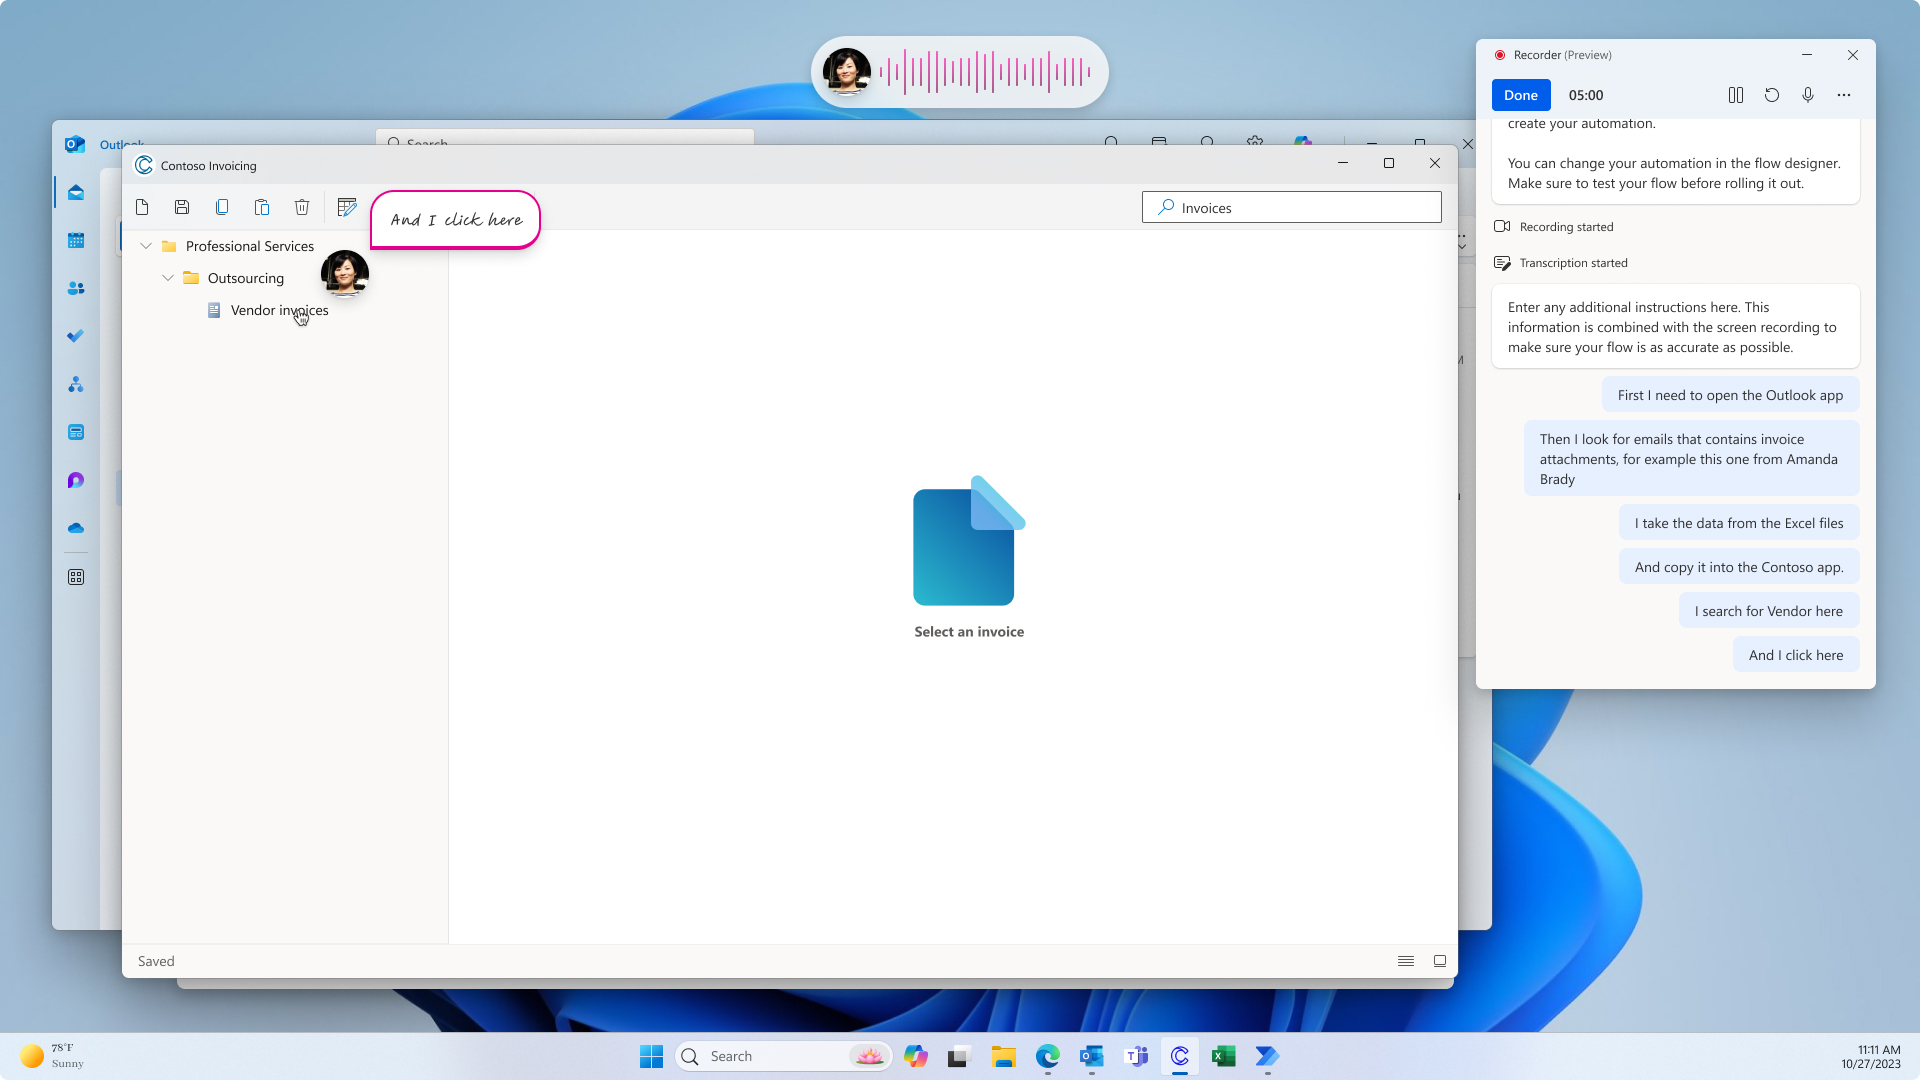 Outlook
Search
Contoso Invoicing
And I click here
Invoices
Professional Services
Outsourcing
Vendor invoices
Select an invoice
Saved
Recorder (Preview)
Done
05:00
create your automation.
You can change your automation in the flow designer.
Make sure to test your flow before rolling it out.
Recording started
Transcription started
Enter any additional instructions here. This
information is combined with the screen recording to
make sure your flow is as accurate as possible.
First I need to open the Outlook app
Then I look for emails that contains invoice
attachments, for example this one from Amanda
Brady
I take the data from the Excel files
And copy it into the Contoso app.
I search for Vendor here
And I click here
78°F
Sunny
Search
11:11 AM
10/27/2023